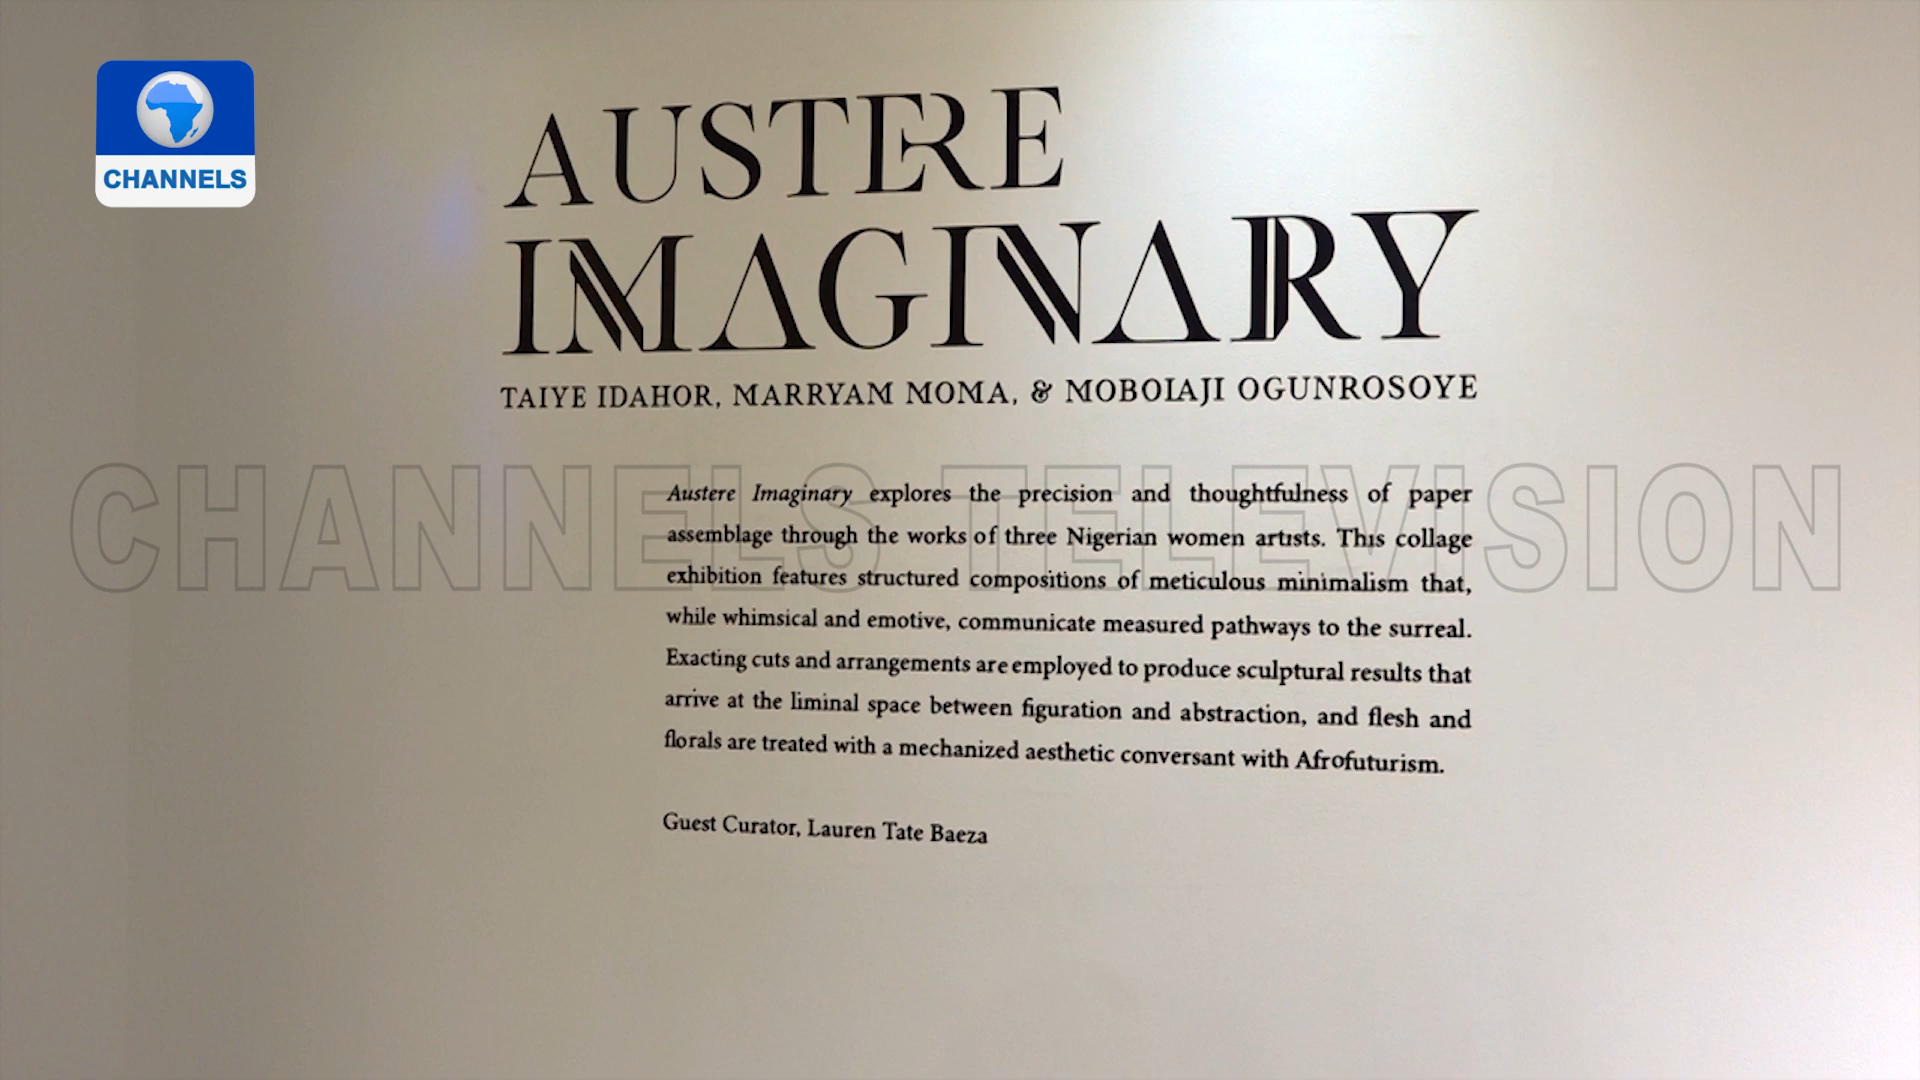 CHANNELS
AUSTERE
IMAGINARY
TAIYE IDAHOR, MARRYAM MOMA, & MOBOLAJI OGUNROSOYE
CHANNELS TELEVISION
Austere Imaginary explores the precision and thoughtfulness of paper
assemblage through the works of three Nigerian women artists. This collage
exhibition features structured compositions of meticulous minimalism that,
while whimsical and emotive, communicate measured pathways to the surreal.
Exacting cuts and arrangements are employed to produce sculptural results that
arrive at the liminal space between figuration and abstraction, and flesh and
florals are treated with a mechanized aesthetic conversant with Afrofuturism.
Guest Curator, Lauren Tate Baeza